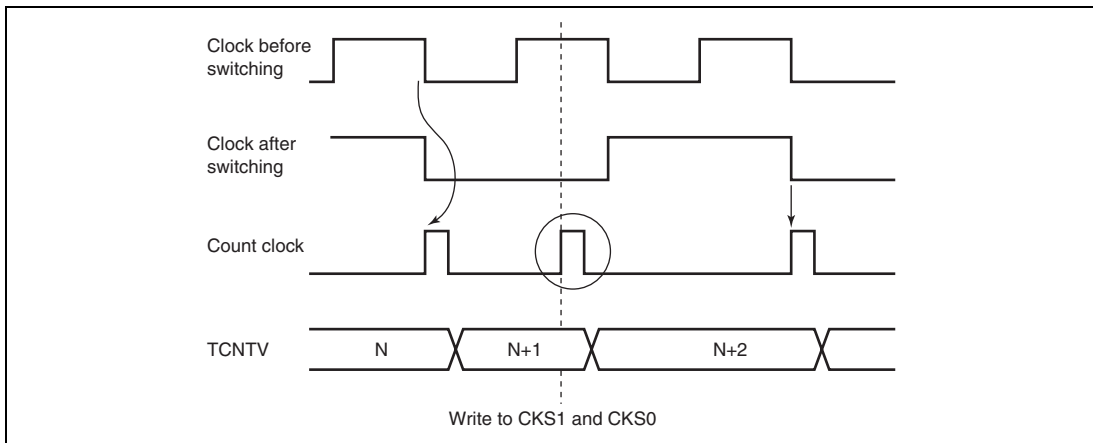 Clock before
switching
Clock after
switching
Count clock
TCNTV
N
N+1
N+2
Write to CKS1 and CKS0